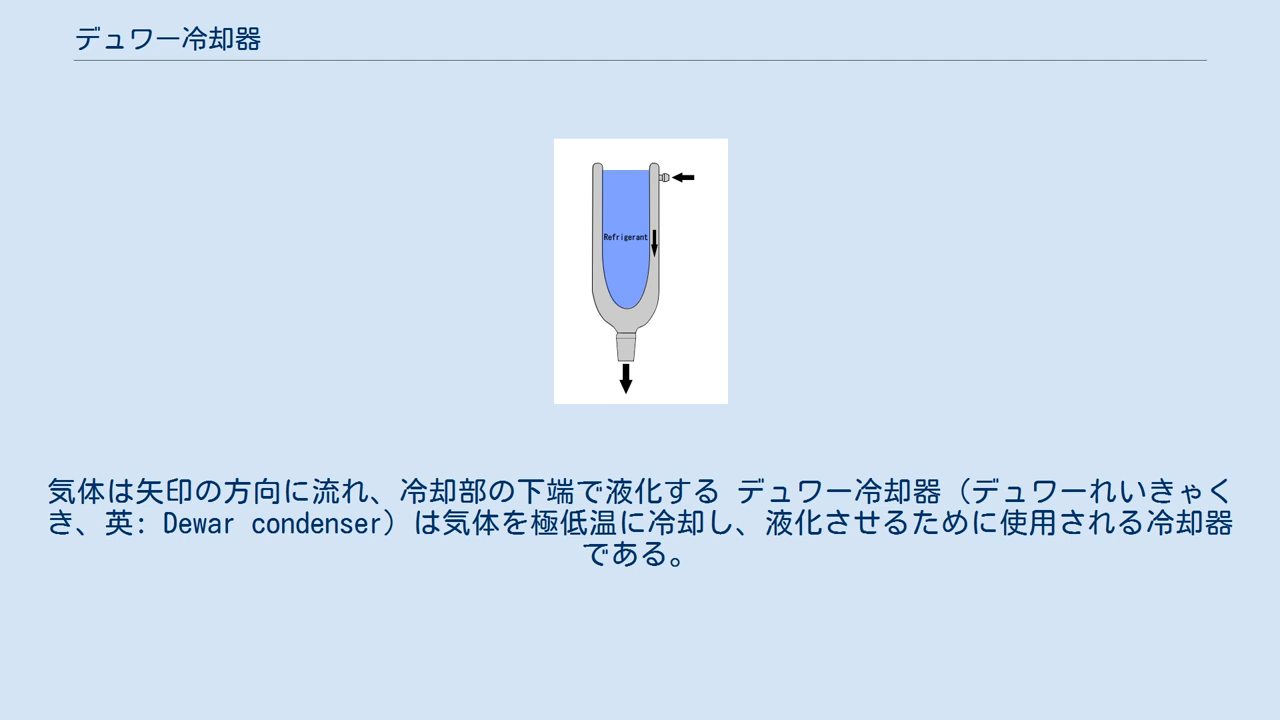 デュワー冷却器
Refrigerant
気体は矢印の方向に流れ、冷却部の下端で液化する デュワー冷却器（デュワーれいきゃく
き、英: Dewar condenser）は気体を極低温に冷却し、液化させるために使用される冷却器
である。